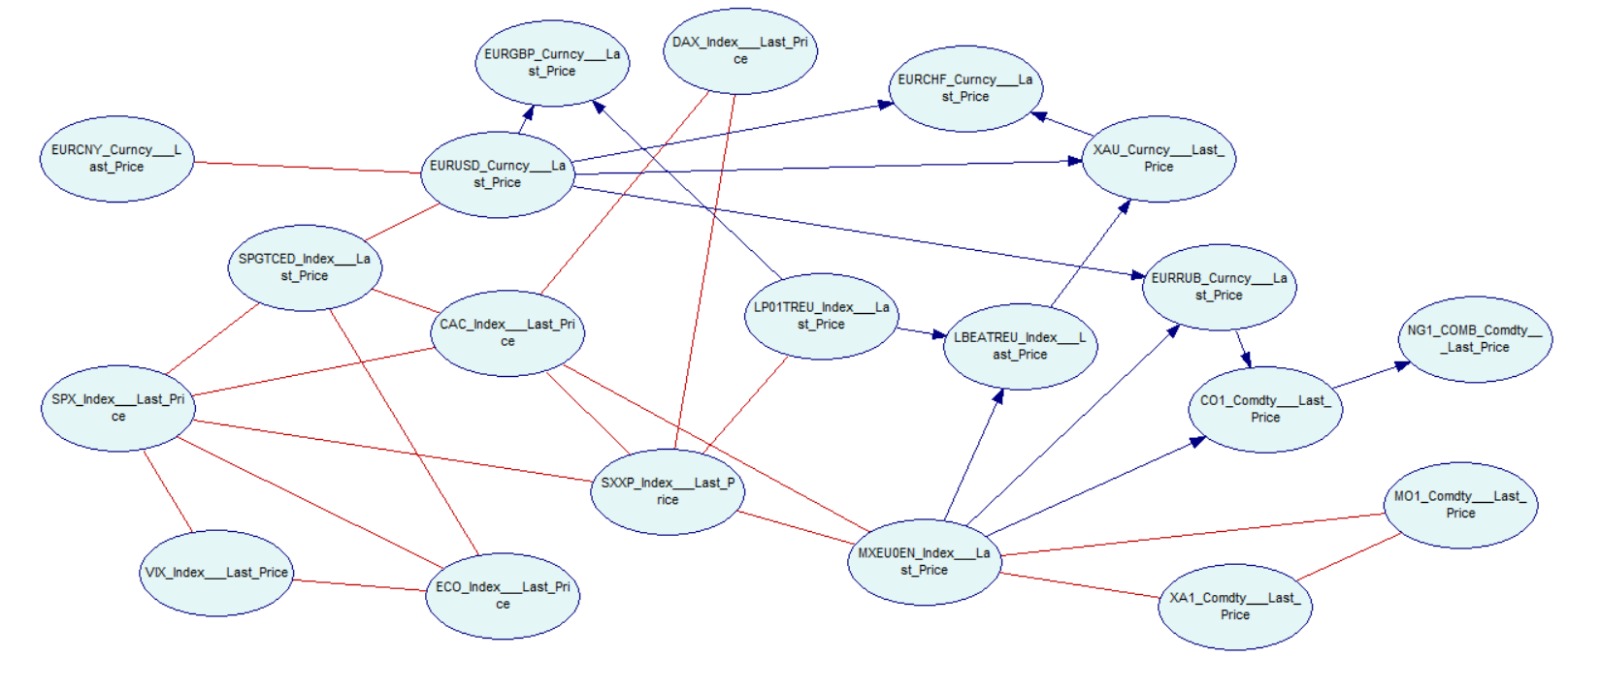 EURGBP_Curncy___La
st_Price
DAX_Index___Last_Pri
ce
EURCHF_Curncy___La
st_Price
EURCNY_Curncy___L
ast_Price
EURUSD_Curncy___La
st_Price
XAU_Curncy___Last_
Price
SPGTCED_Index___La
st_Price
CAC_Index___Last_Pri
ce
LP01TREU_Index___La
st_Price
LBEATREU_Index___L
ast_Price
EURRUB_Curncy___La
st_Price
NG1_COMB_Comdty__
_Last_Price
SPX_Index___Last_Pri
ce
CO1_Comdty___Last_
Price
SXXP_Index___Last_P
rice
MO1_Comdty___Last_
Price
VIX_Index___Last_Price
ECO_Index___Last_Pri
ce
MXEU0EN_Index___La
st_Price
XA1_Comdty___Last_
Price